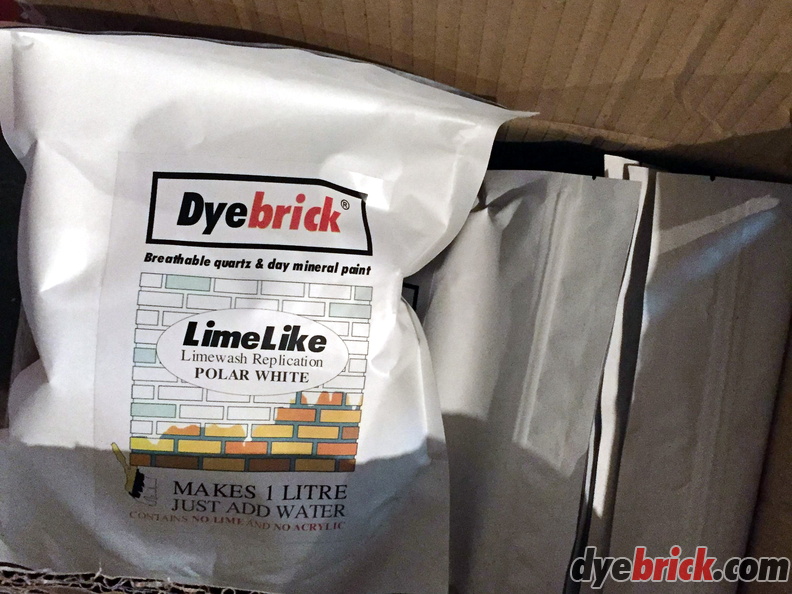 Dyebrick®
Breathable quartz & day mineral paint
LimeLike
Limewash Replication
POLAR WHITE
MAKES 1 LITRE
JUST ADD WATER
CONTAINS NO LIME AND NO ACRYLIC
dyebrick.com